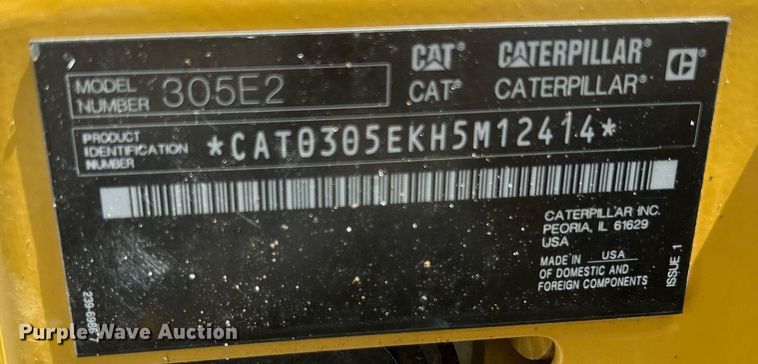 CAT® CATERPILLAR®
CAT® CATERPILLAR®
MODEL NUMBER 305E2
PRODUCT IDENTIFICATION NUMBER *CAT0305EKH5M12414*
CATERPILLAR INC.
PEORIA, IL 61629
USA
MADE IN USA
OF DOMESTIC AND
FOREIGN COMPONENTS
ISSUE 1
Purple Wave Auction